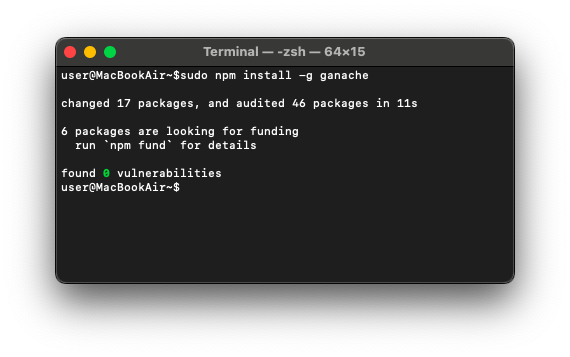 Terminal — -zsh — 64×15
user@MacBookAir~$sudo npm install -g ganache
changed 17 packages, and audited 46 packages in 11s
6 packages are looking for funding
run `npm fund` for details
found 0 vulnerabilities
user@MacBookAir~$